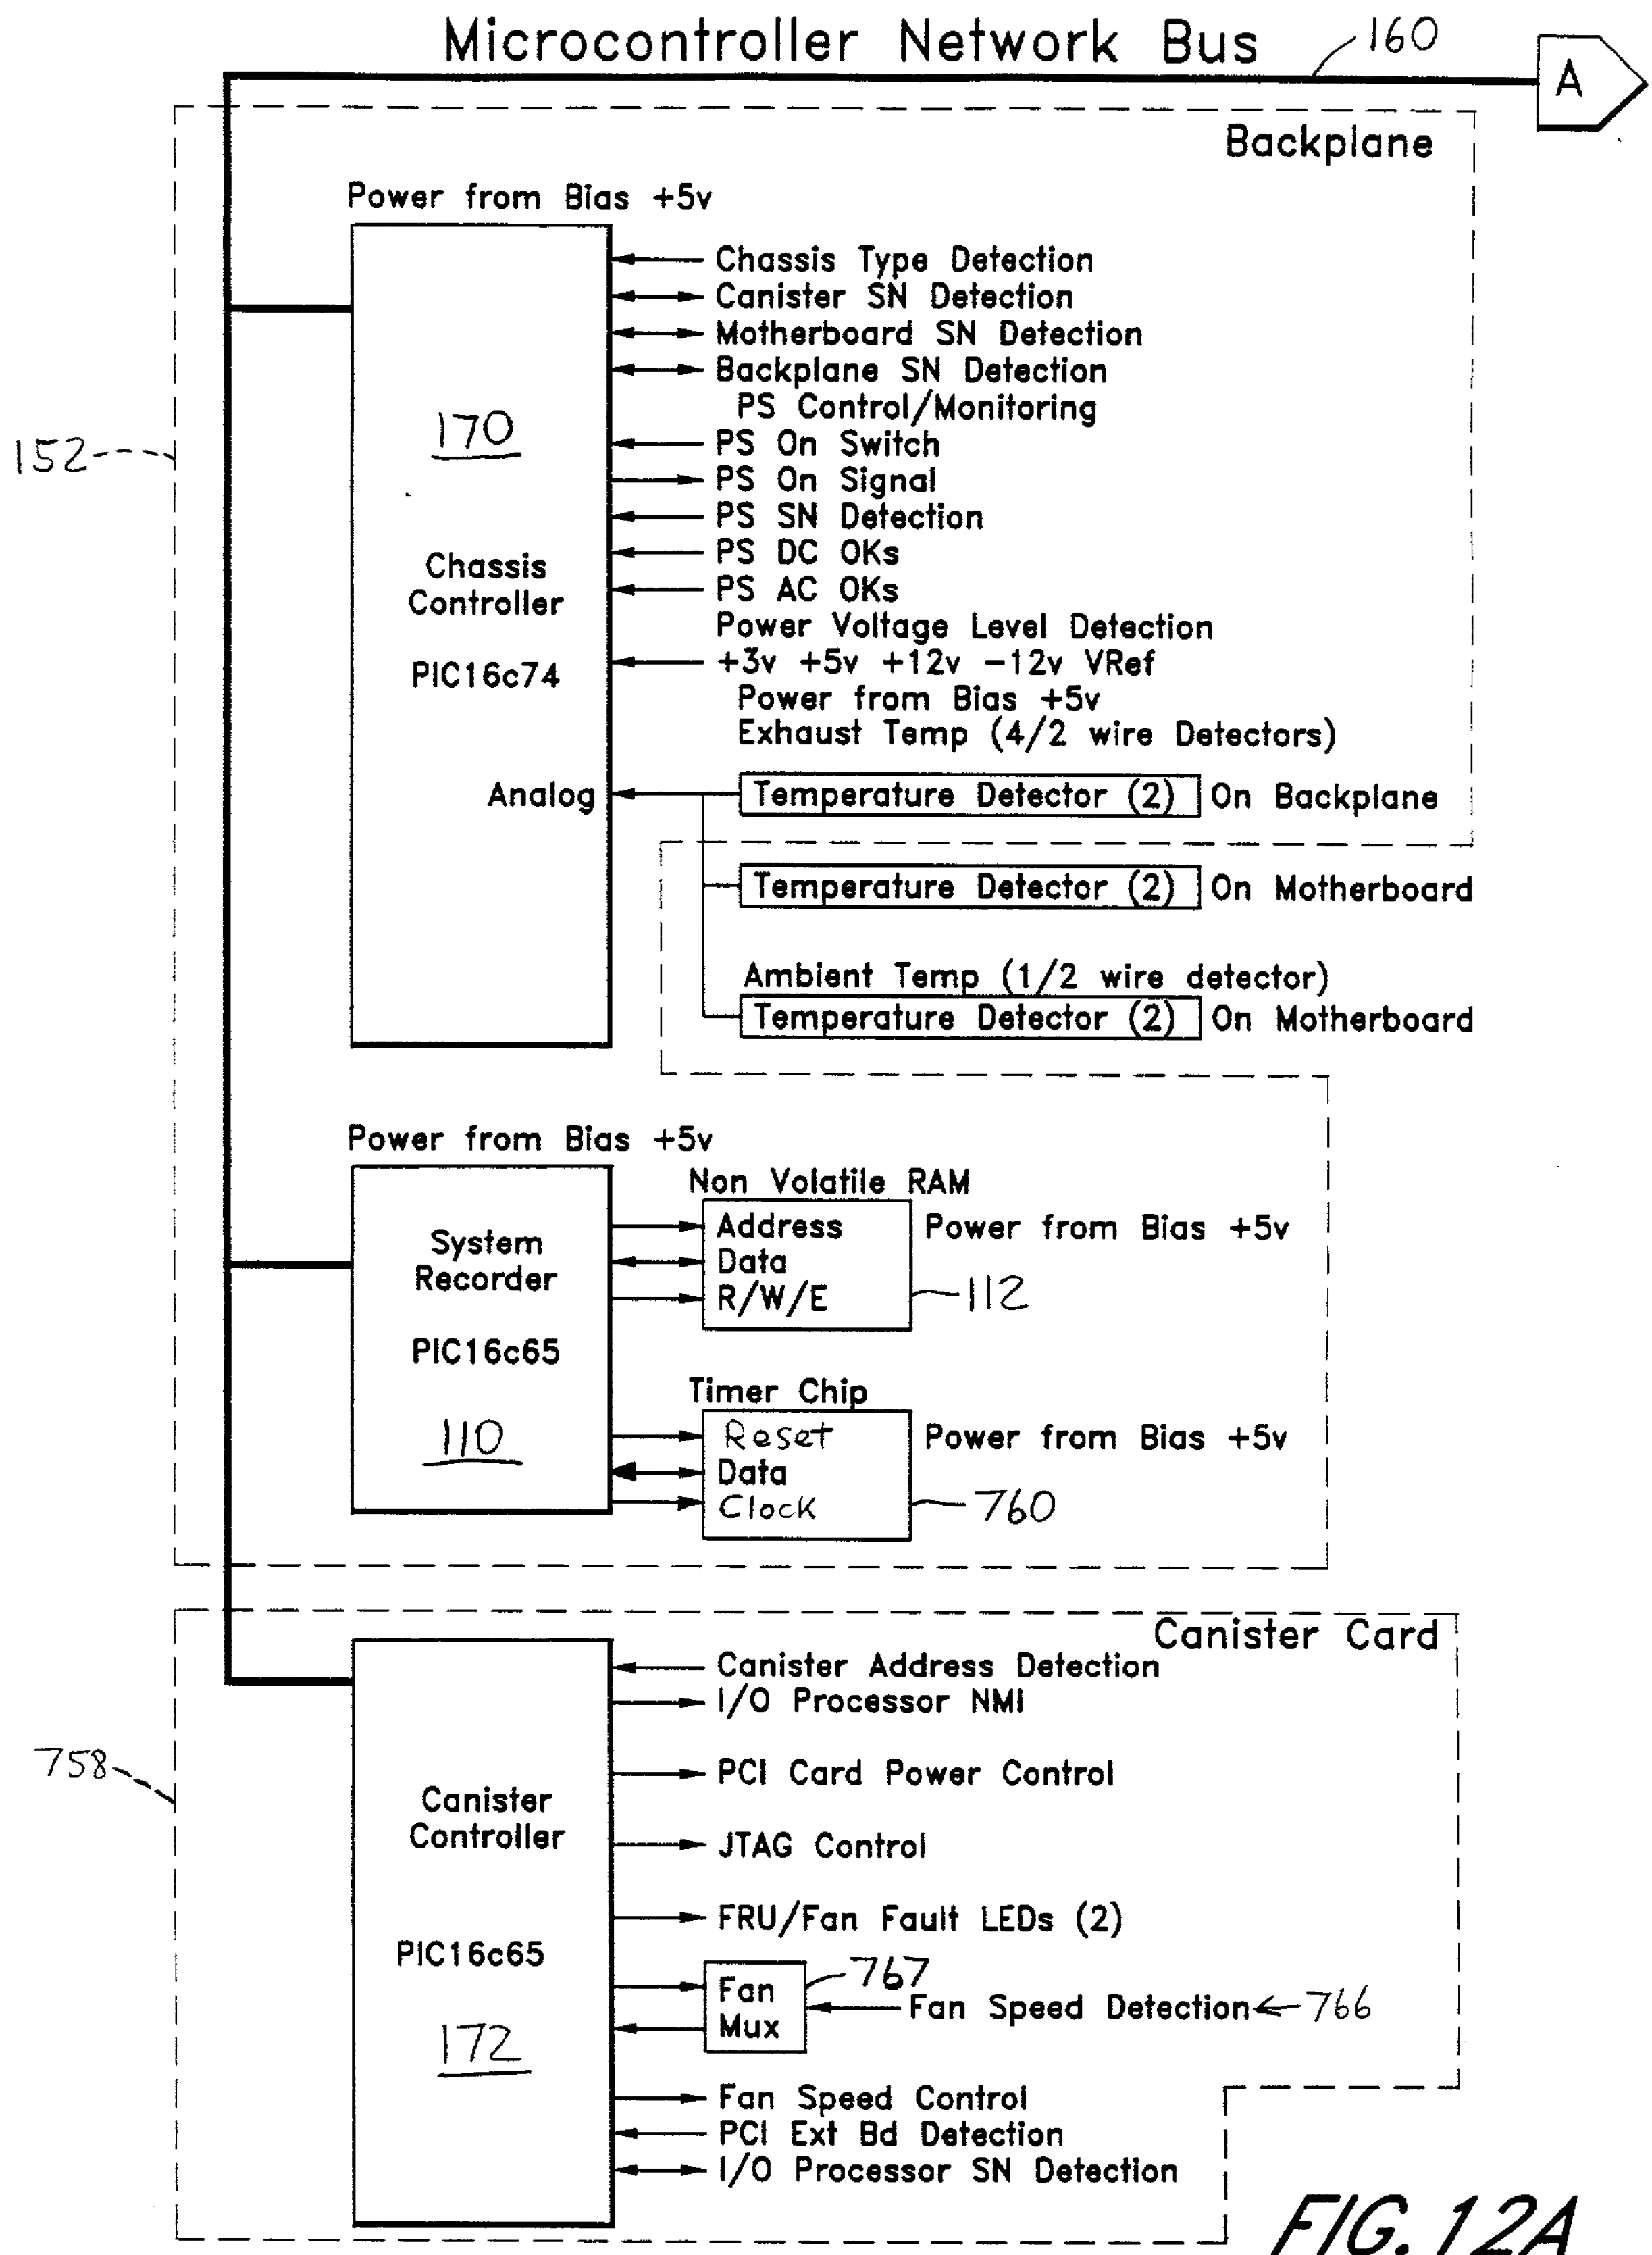 Microcontroller Network Bus
160
A
Backplane
Power from Bias +5v
Chassis Type Detection
Canister SN Detection
Motherboard SN Detection
Backplane SN Detection
PS Control/Monitoring
170
152
PS On Switch
PS On Signal
PS SN Detection
PS DC OKs
PS AC OKs
Chassis
Controller
PIC16c74
Power Voltage Level Detection
+3v +5v +12v -12v VRef
Power from Bias +5v
Exhaust Temp (4/2 wire Detectors)
Analog
Temperature Detector (2) On Backplane
Temperature Detector (2) On Motherboard
Ambient Temp (1/2 wire detector)
Temperature Detector (2) On Motherboard
Power from Bias +5v
System
Recorder
PIC16c65
110
Non Volatile RAM
Address
Data
R/W/E
Power from Bias +5v
112
Timer Chip
Reset
Data
Clock
Power from Bias +5v
760
Canister Card
Canister Address Detection
I/O Processor NMI
758
PCI Card Power Control
Canister
Controller
JTAG Control
FRU/Fan Fault LEDs (2)
PIC16c65
172
Fan
Mux
767
Fan Speed Detection
766
Fan Speed Control
PCI Ext Bd Detection
I/O Processor SN Detection
FIG. 12A